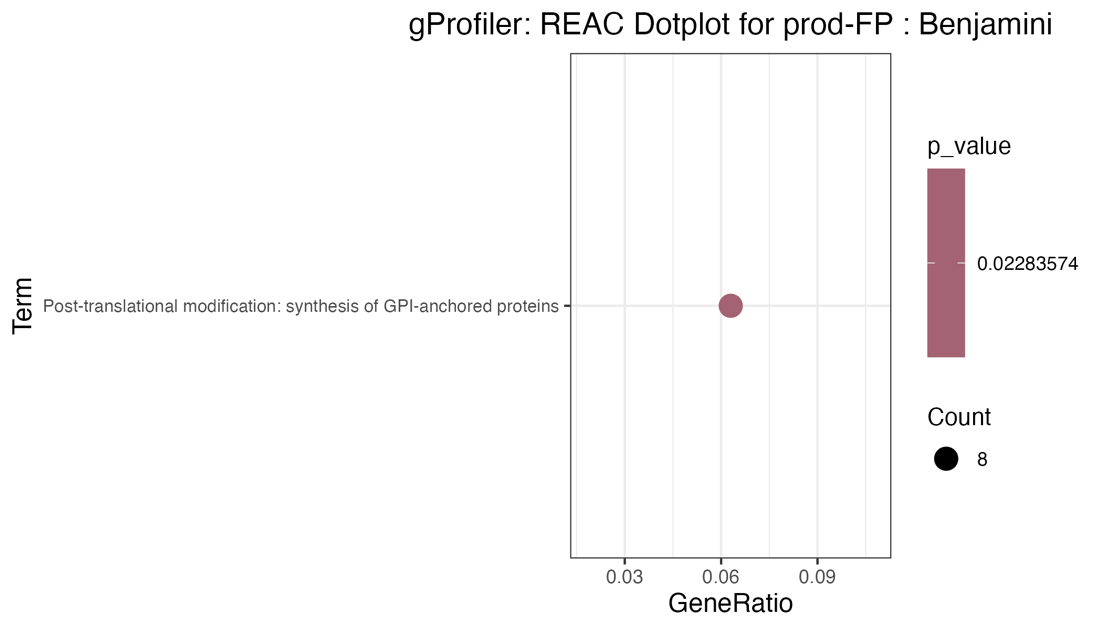 gProfiler: REAC Dotplot for prod-FP : Benjamini
Term
Post-translational modification: synthesis of GPI-anchored proteins
0.03
0.06
0.09
GeneRatio
p_value
0.02283574
Count
8